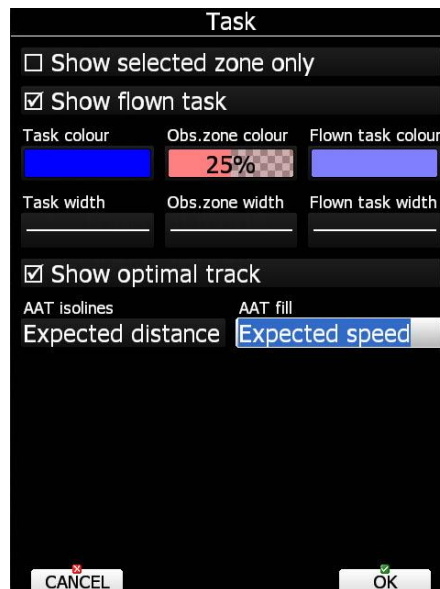 Task
Show selected zone only
Show flown task
Task colour Obs.zone colour Flown task colour
25%
Task width Obs.zone width Flown task width
Show optimal track
AAT isolines AAT fill
Expected distance Expected speed
CANCEL OK